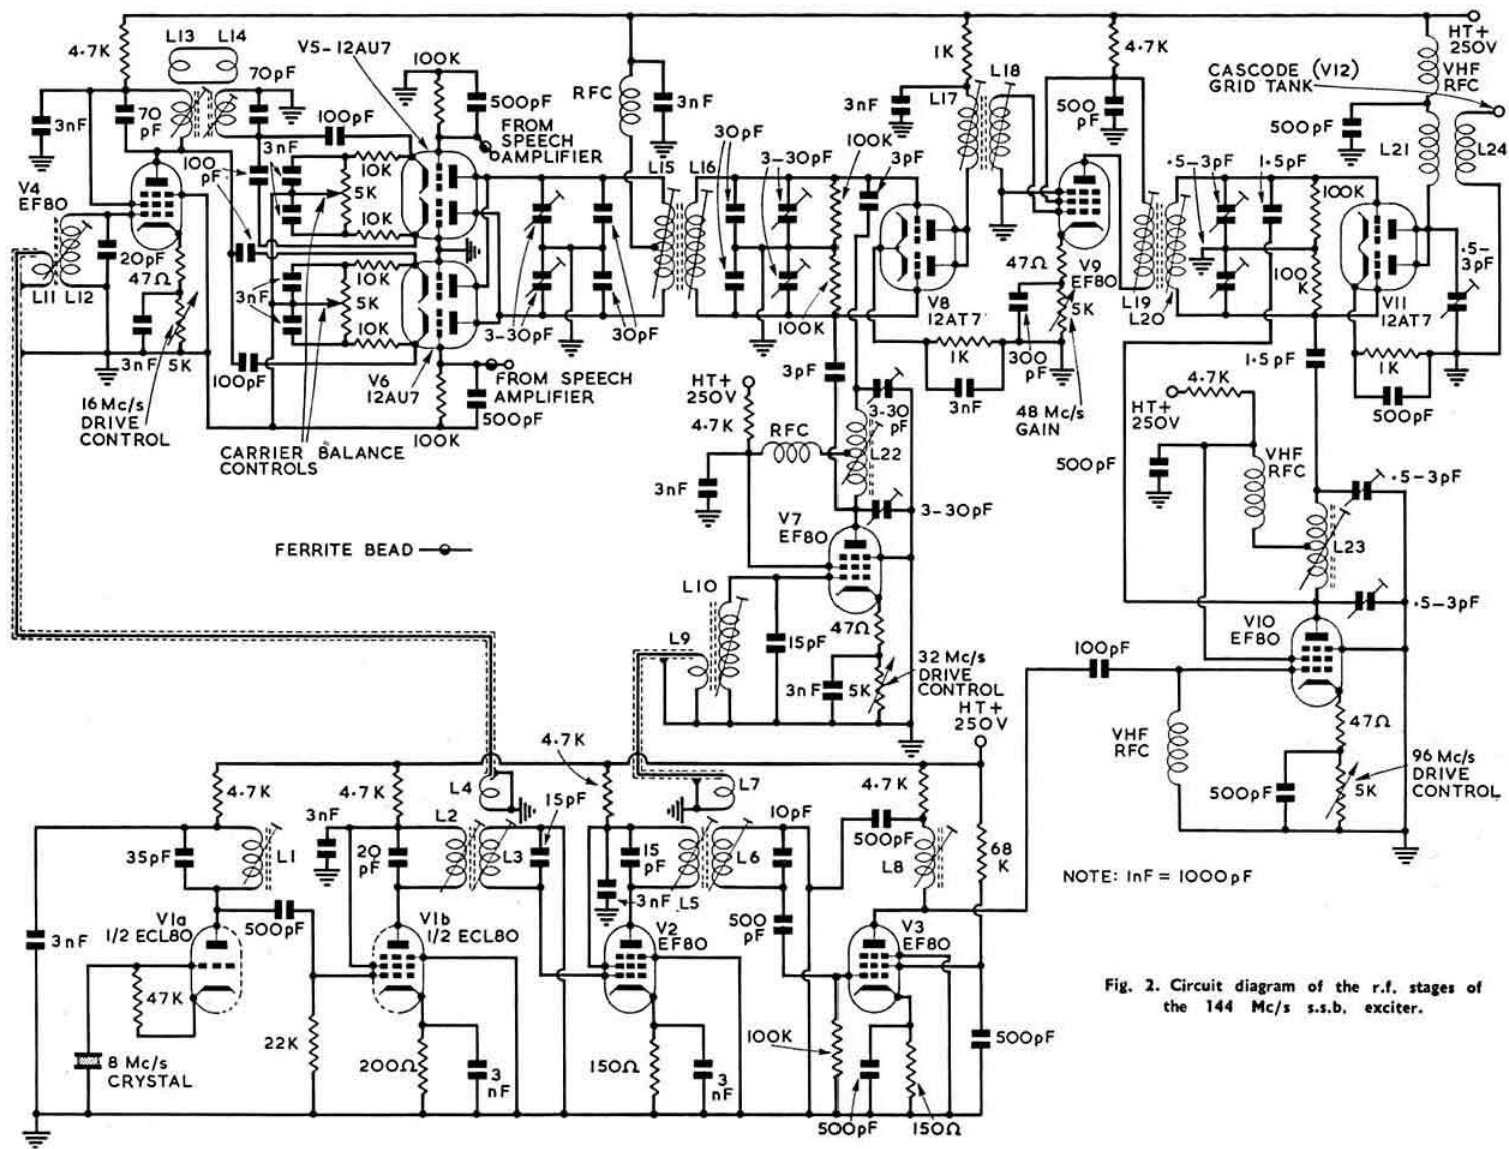 L13 L14
4.7K
V5-12AU7
100K
HT+
250V
VHF
RFC
CASCODE (V12)
GRID TANK
70pF
70
pF
3nF
100pF
500pF
FROM
SPEECH
AMPLIFIER
RFC
3nF
1K
L17
L18
3nF
4.7K
500
pF
500pF
L21
L24
V4
EF80
100
pF
3nF
10K
5K
10K
L15 L16
30pF
3-30pF
100K
3pF
.5-3pF
1.5pF
100K
20pF
47Ω
L11 L12
3nF
10K
5K
10K
3nF
5K
100pF
V6
12AU7
3-30pF
30pF
100K
V8
12AT7
47Ω
V9
EF80
5K
300
pF
1K
3nF
48 Mc/s
GAIN
L19
L20
100
K
V11
12AT7
.5-
3pF
1.5pF
1K
500pF
16 Mc/s
DRIVE
CONTROL
CARRIER BALANCE
CONTROLS
FROM SPEECH
AMPLIFIER
500pF
100K
HT+
250V
4.7K
RFC
3pF
3-30
pF
L22
3nF
3-30pF
4.7K
HT+
250V
500pF
VHF
RFC
.5-3pF
L23
.5-3pF
FERRITE BEAD
V7
EF80
L10
L9
15pF
47Ω
3nF
5K
32 Mc/s
DRIVE
CONTROL
HT+
250V
100pF
V10
EF80
VHF
RFC
47Ω
500pF
5K
96 Mc/s
DRIVE
CONTROL
4.7K
4.7K
L4
15pF
4.7K
L7
10pF
4.7K
500pF
68
K
35pF
L1
3nF
20
pF
L2
L3
15
pF
3nF
L5
L6
L8
NOTE: 1nF = 1000pF
3nF
V1a
1/2 ECL80
500pF
V1b
1/2 ECL80
V2
EF80
500
pF
V3
EF80
47K
8 Mc/s
CRYSTAL
22K
200Ω
3
nF
150Ω
3
nF
100K
500pF
150Ω
500pF
Fig. 2. Circuit diagram of the r.f. stages of
the 144 Mc/s s.s.b. exciter.